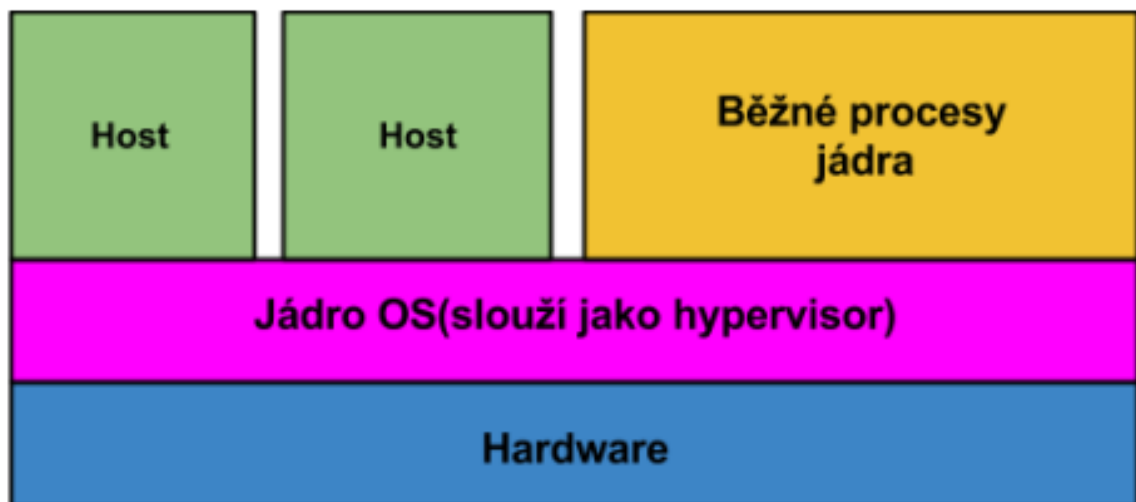 Host
Host
Běžné procesy
jádra
Jádro OS(slouží jako hypervisor)
Hardware